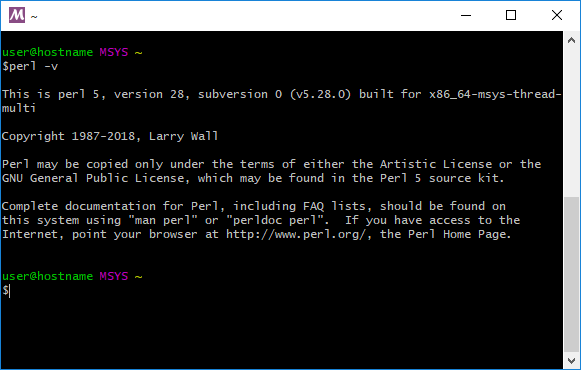 M ~
user@hostname MSYS ~
$perl -v
This is perl 5, version 28, subversion 0 (v5.28.0) built for x86_64-msys-thread-
multi
Copyright 1987-2018, Larry Wall
Perl may be copied only under the terms of either the Artistic License or the
GNU General Public License, which may be found in the Perl 5 source kit.
Complete documentation for Perl, including FAQ lists, should be found on
this system using "man perl" or "perldoc perl".  If you have access to the
Internet, point your browser at http://www.perl.org/, the Perl Home Page.
user@hostname MSYS ~
$